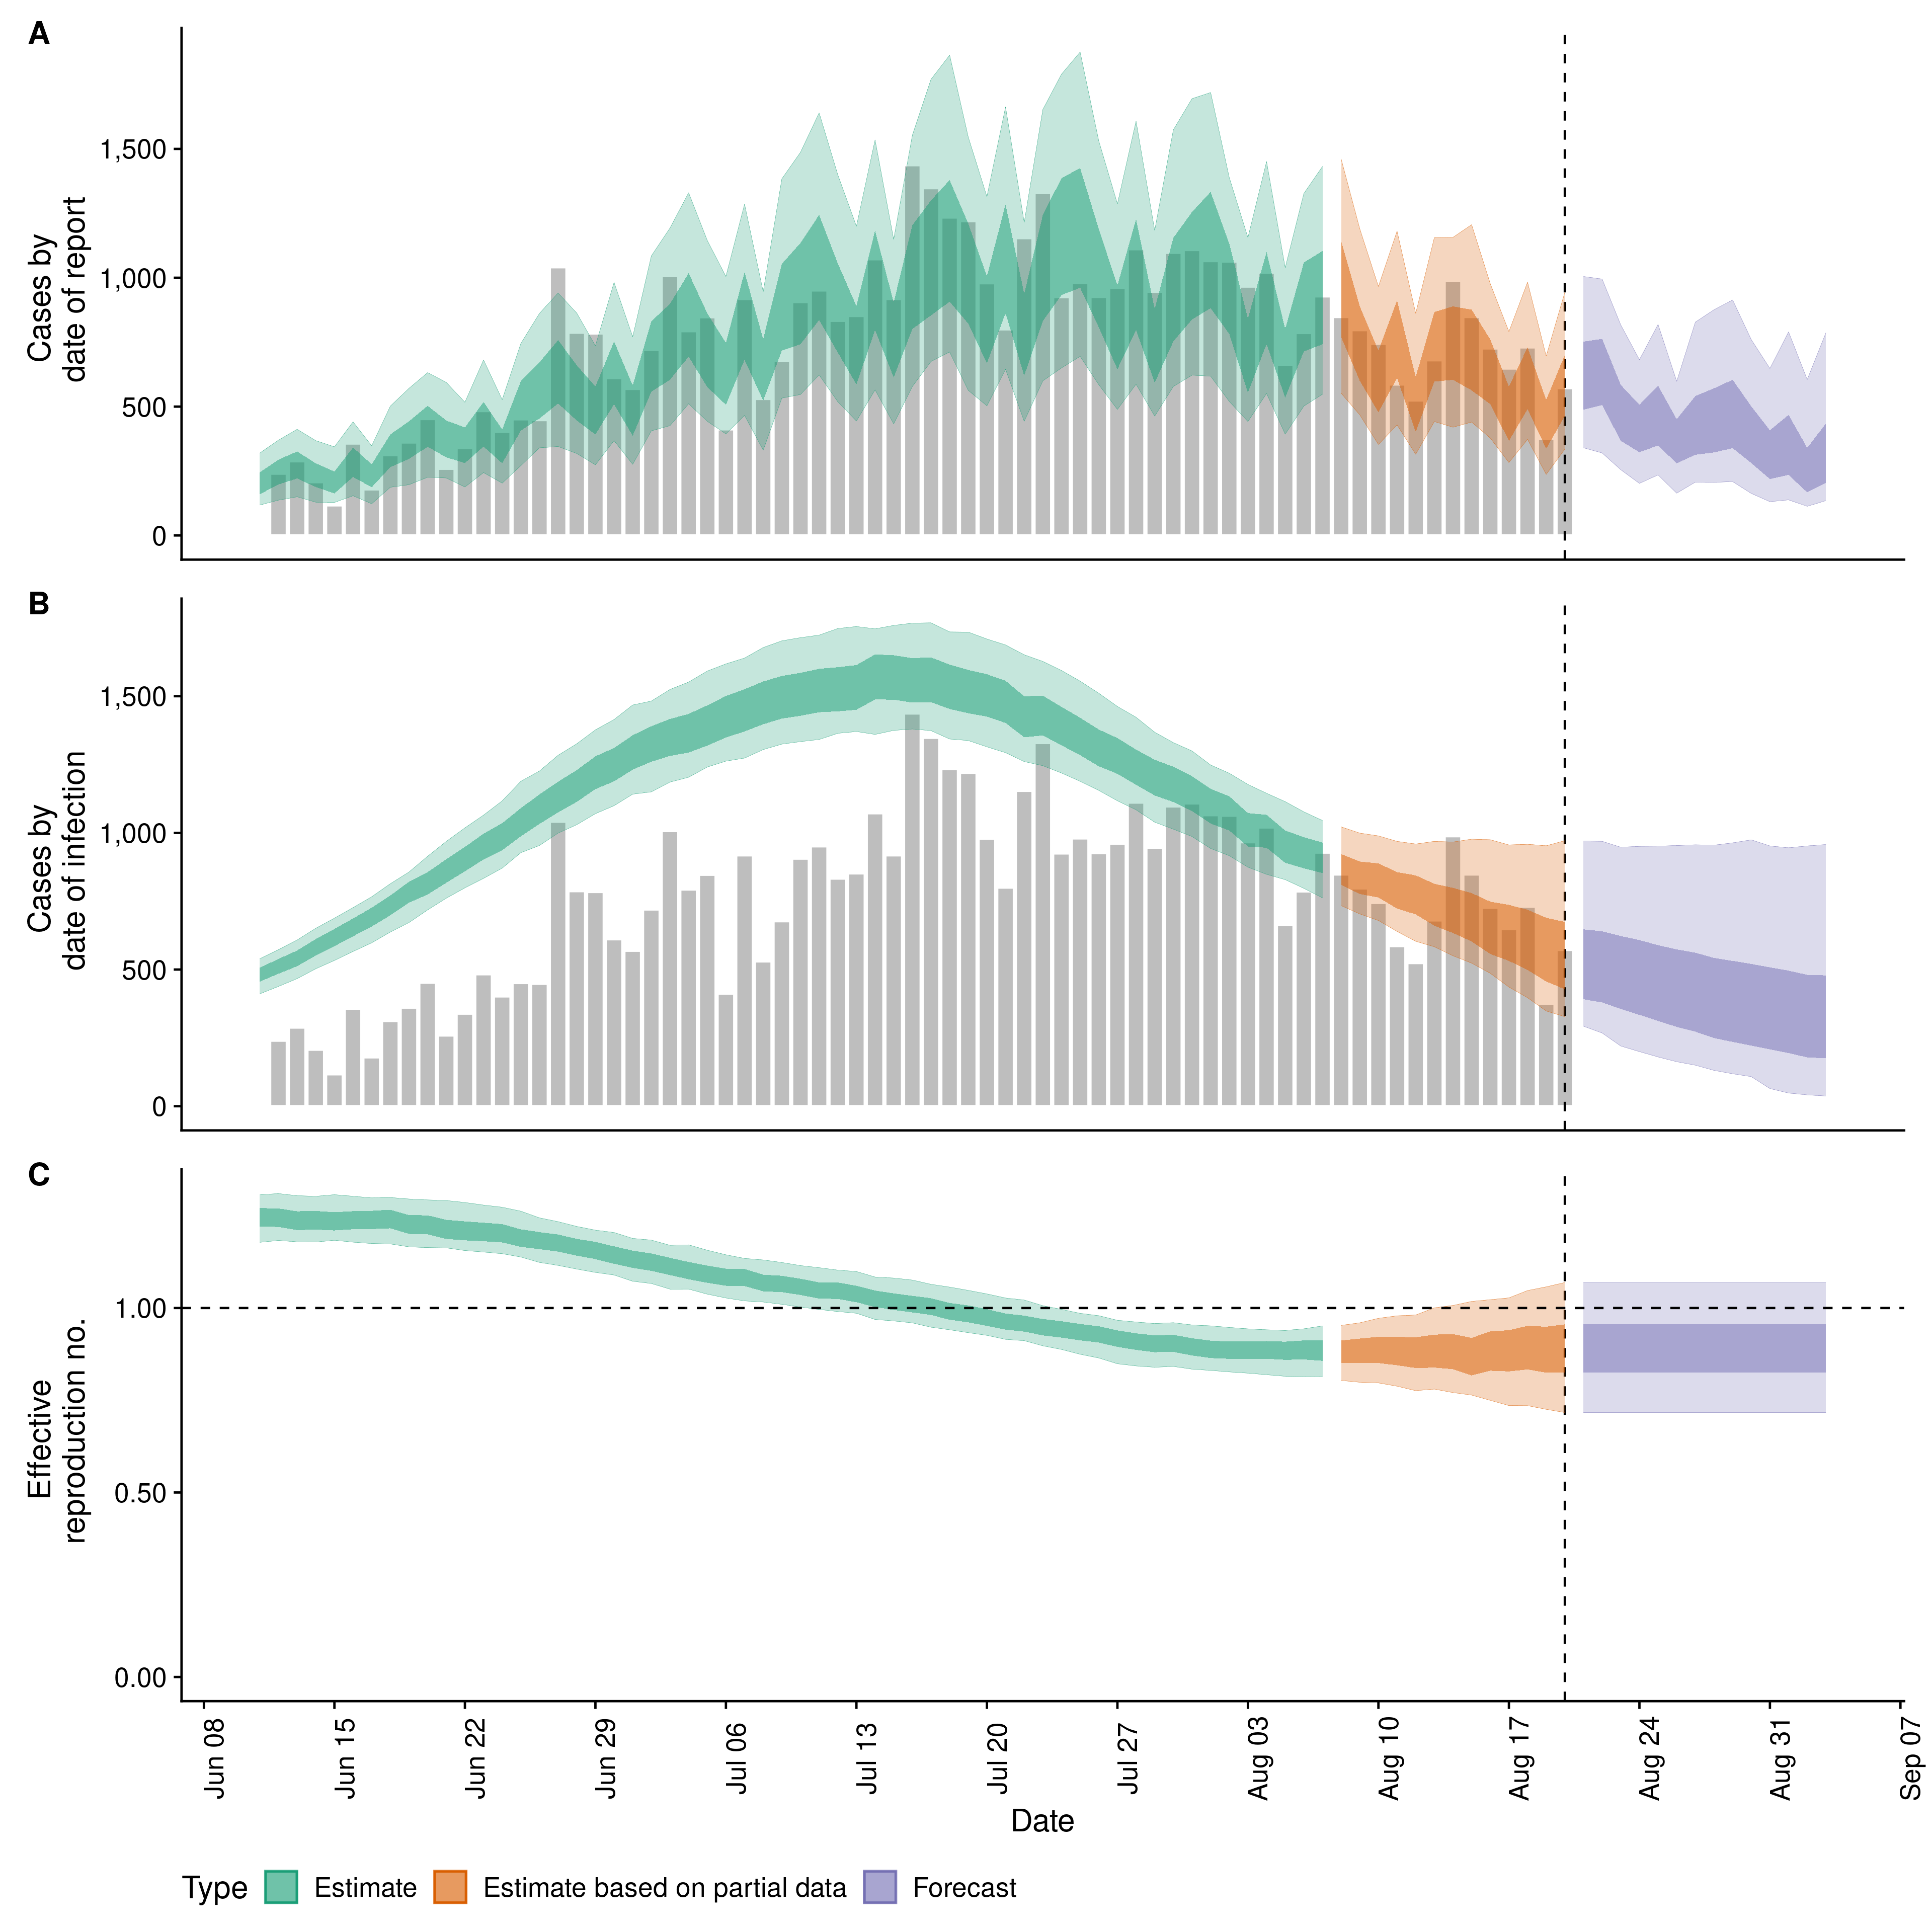 A
Cases by
date of report
1,500
1,000
500
0
B
Cases by
date of infection
1,500
1,000
500
0
C
Effective
reproduction no.
1.00
0.50
0.00
Jun 08
Jun 15
Jun 22
Jun 29
Jul 06
Jul 13
Jul 20
Jul 27
Aug 03
Aug 10
Aug 17
Aug 24
Aug 31
Sep 07
Date
Type Estimate Estimate based on partial data Forecast